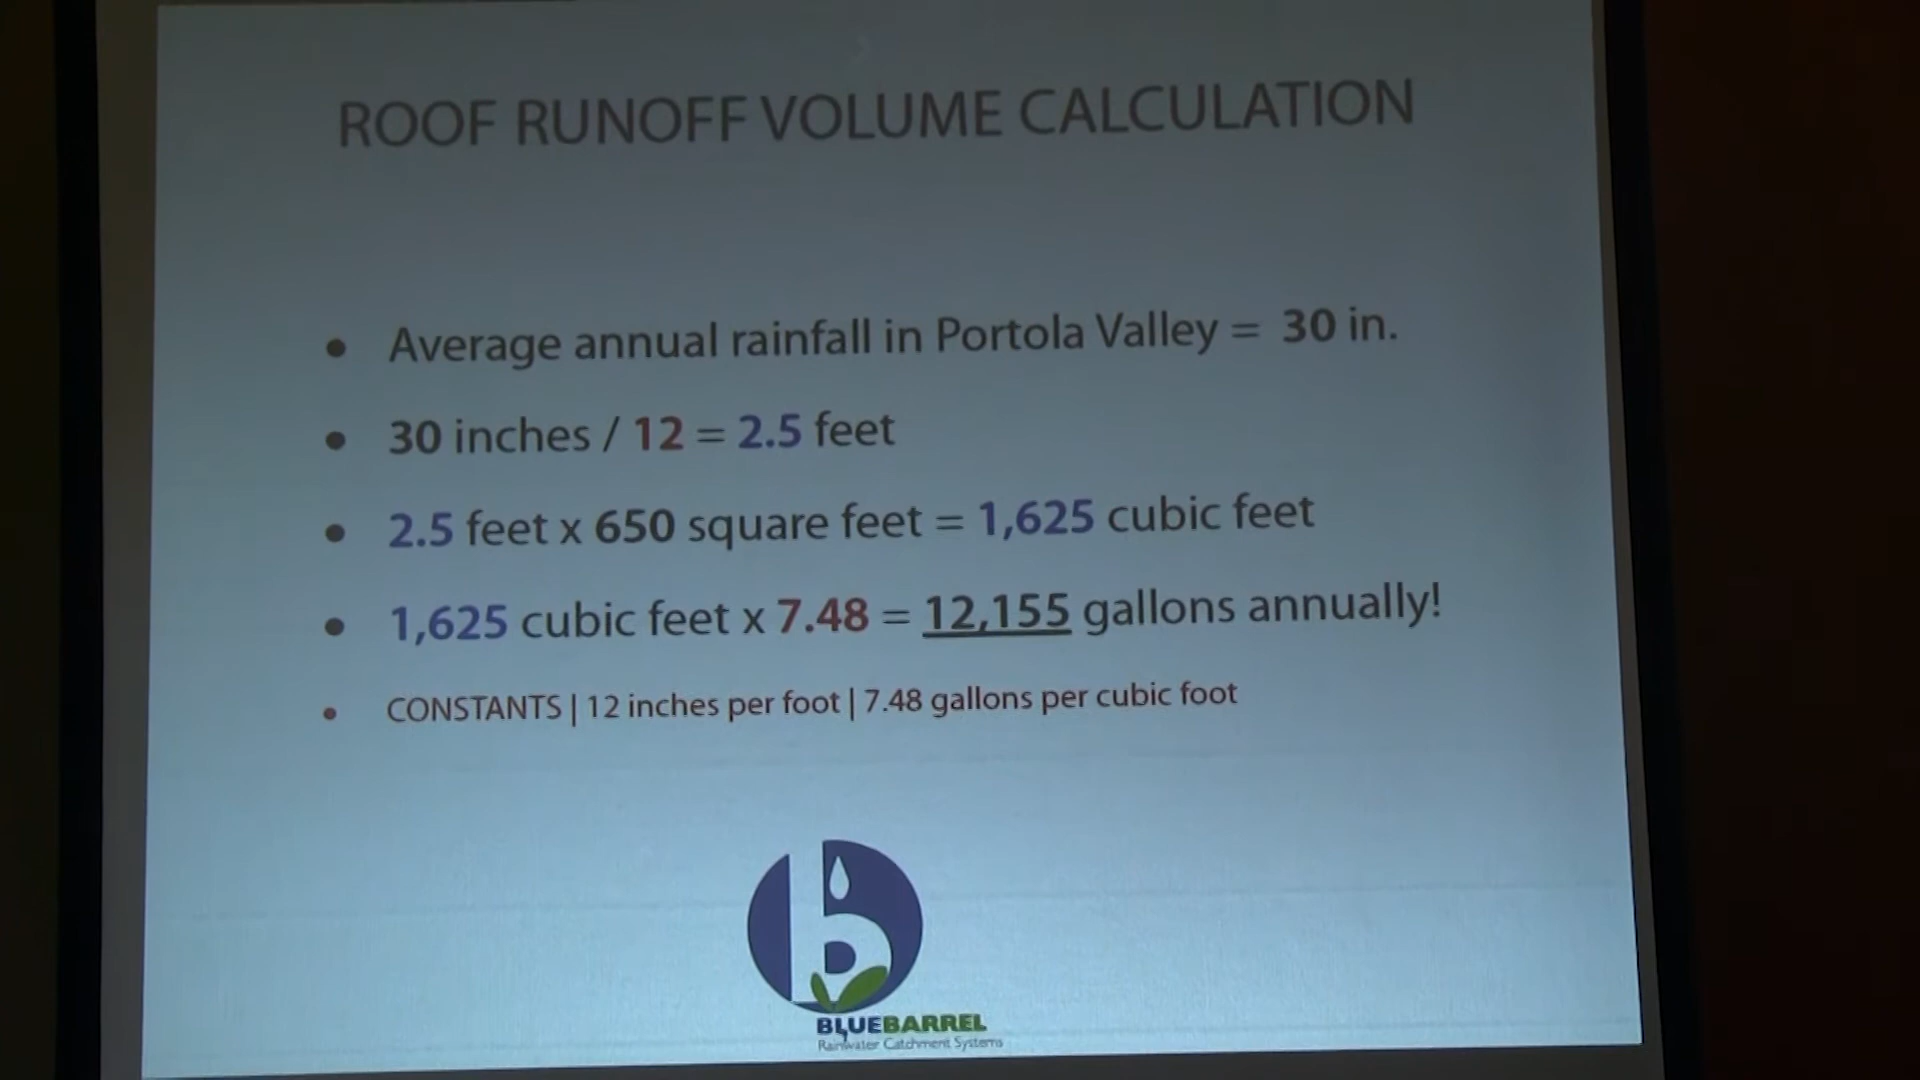 ROOF RUNOFF VOLUME CALCULATION
• Average annual rainfall in Portola Valley = 30 in.
• 30 inches / 12 = 2.5 feet
• 2.5 feet x 650 square feet = 1,625 cubic feet
• 1,625 cubic feet x 7.48 = 12,155 gallons annually!
• CONSTANTS | 12 inches per foot | 7.48 gallons per cubic foot
b
BLUEBARREL
Rainwater Catchment Systems